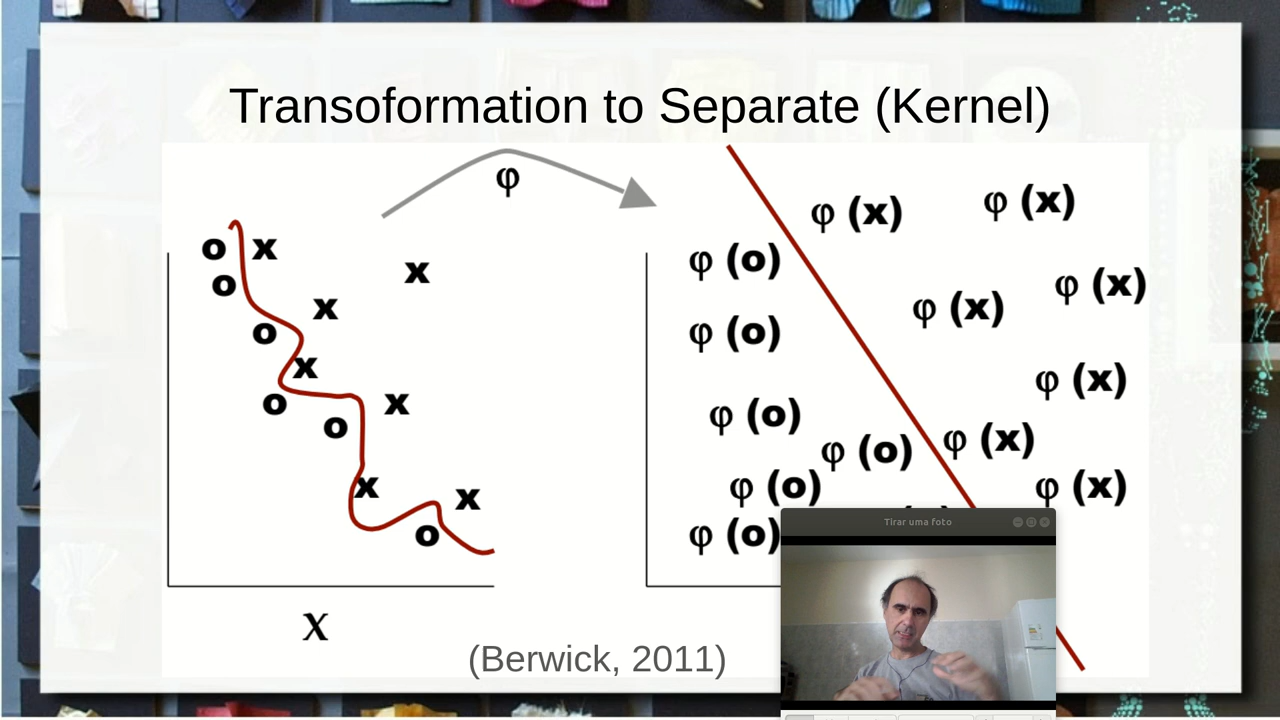 Transoformation to Separate (Kernel)
φ
o x
o
x
x
o
x
o
x
o
x
x
o
X
φ (x)
φ (x)
φ (o)
φ (x)
φ (x)
φ (o)
φ (x)
φ (o)
φ (x)
φ (o)
φ (o)
φ (x)
φ (o)
(Berwick, 2011)
Tirar uma foto